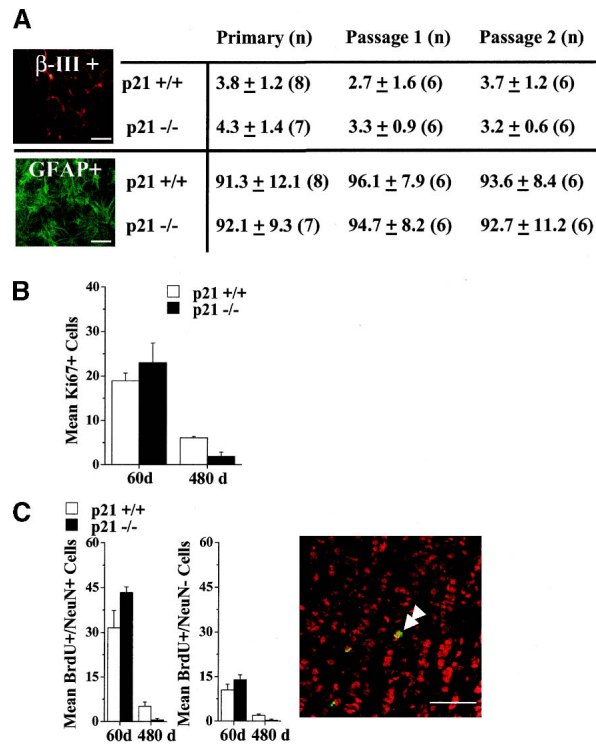 A
Primary (n) Passage 1 (n) Passage 2 (n)
β-III +
p21 +/+ 3.8 ± 1.2 (8) 2.7 ± 1.6 (6) 3.7 ± 1.2 (6)
p21 -/- 4.3 ± 1.4 (7) 3.3 ± 0.9 (6) 3.2 ± 0.6 (6)
GFAP+
p21 +/+ 91.3 ± 12.1 (8) 96.1 ± 7.9 (6) 93.6 ± 8.4 (6)
p21 -/- 92.1 ± 9.3 (7) 94.7 ± 8.2 (6) 92.7 ± 11.2 (6)
B
p21 +/+
p21 -/-
Mean Ki67+ Cells
40
30
20
10
0
60d 480 d
C
p21 +/+
p21 -/-
Mean BrdU+/NeuN+ Cells
60
45
30
15
0
60d 480 d
Mean BrdU+/NeuN- Cells
60
45
30
15
0
60d 480 d